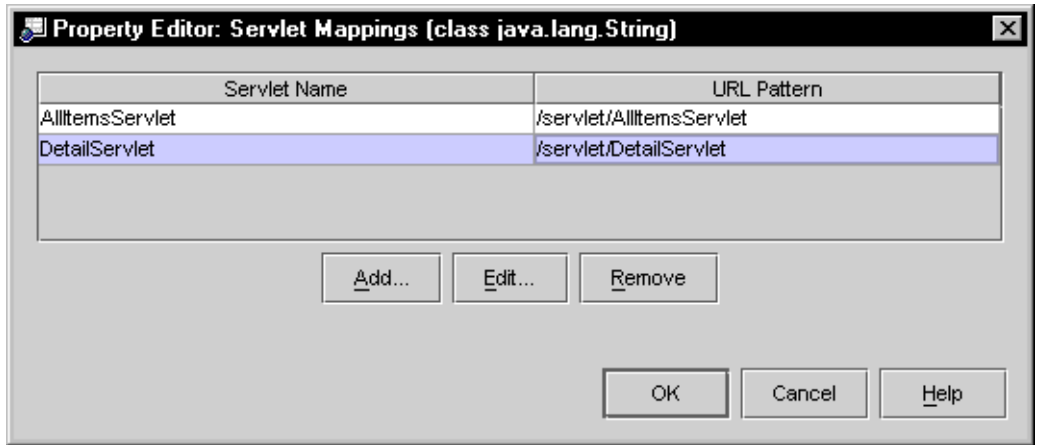 Property Editor: Servlet Mappings (class java.lang.String)
Servlet Name URL Pattern
AllItemsServlet /servlet/AllItemsServlet
DetailServlet /servlet/DetailServlet
Add... Edit... Remove
OK Cancel Help